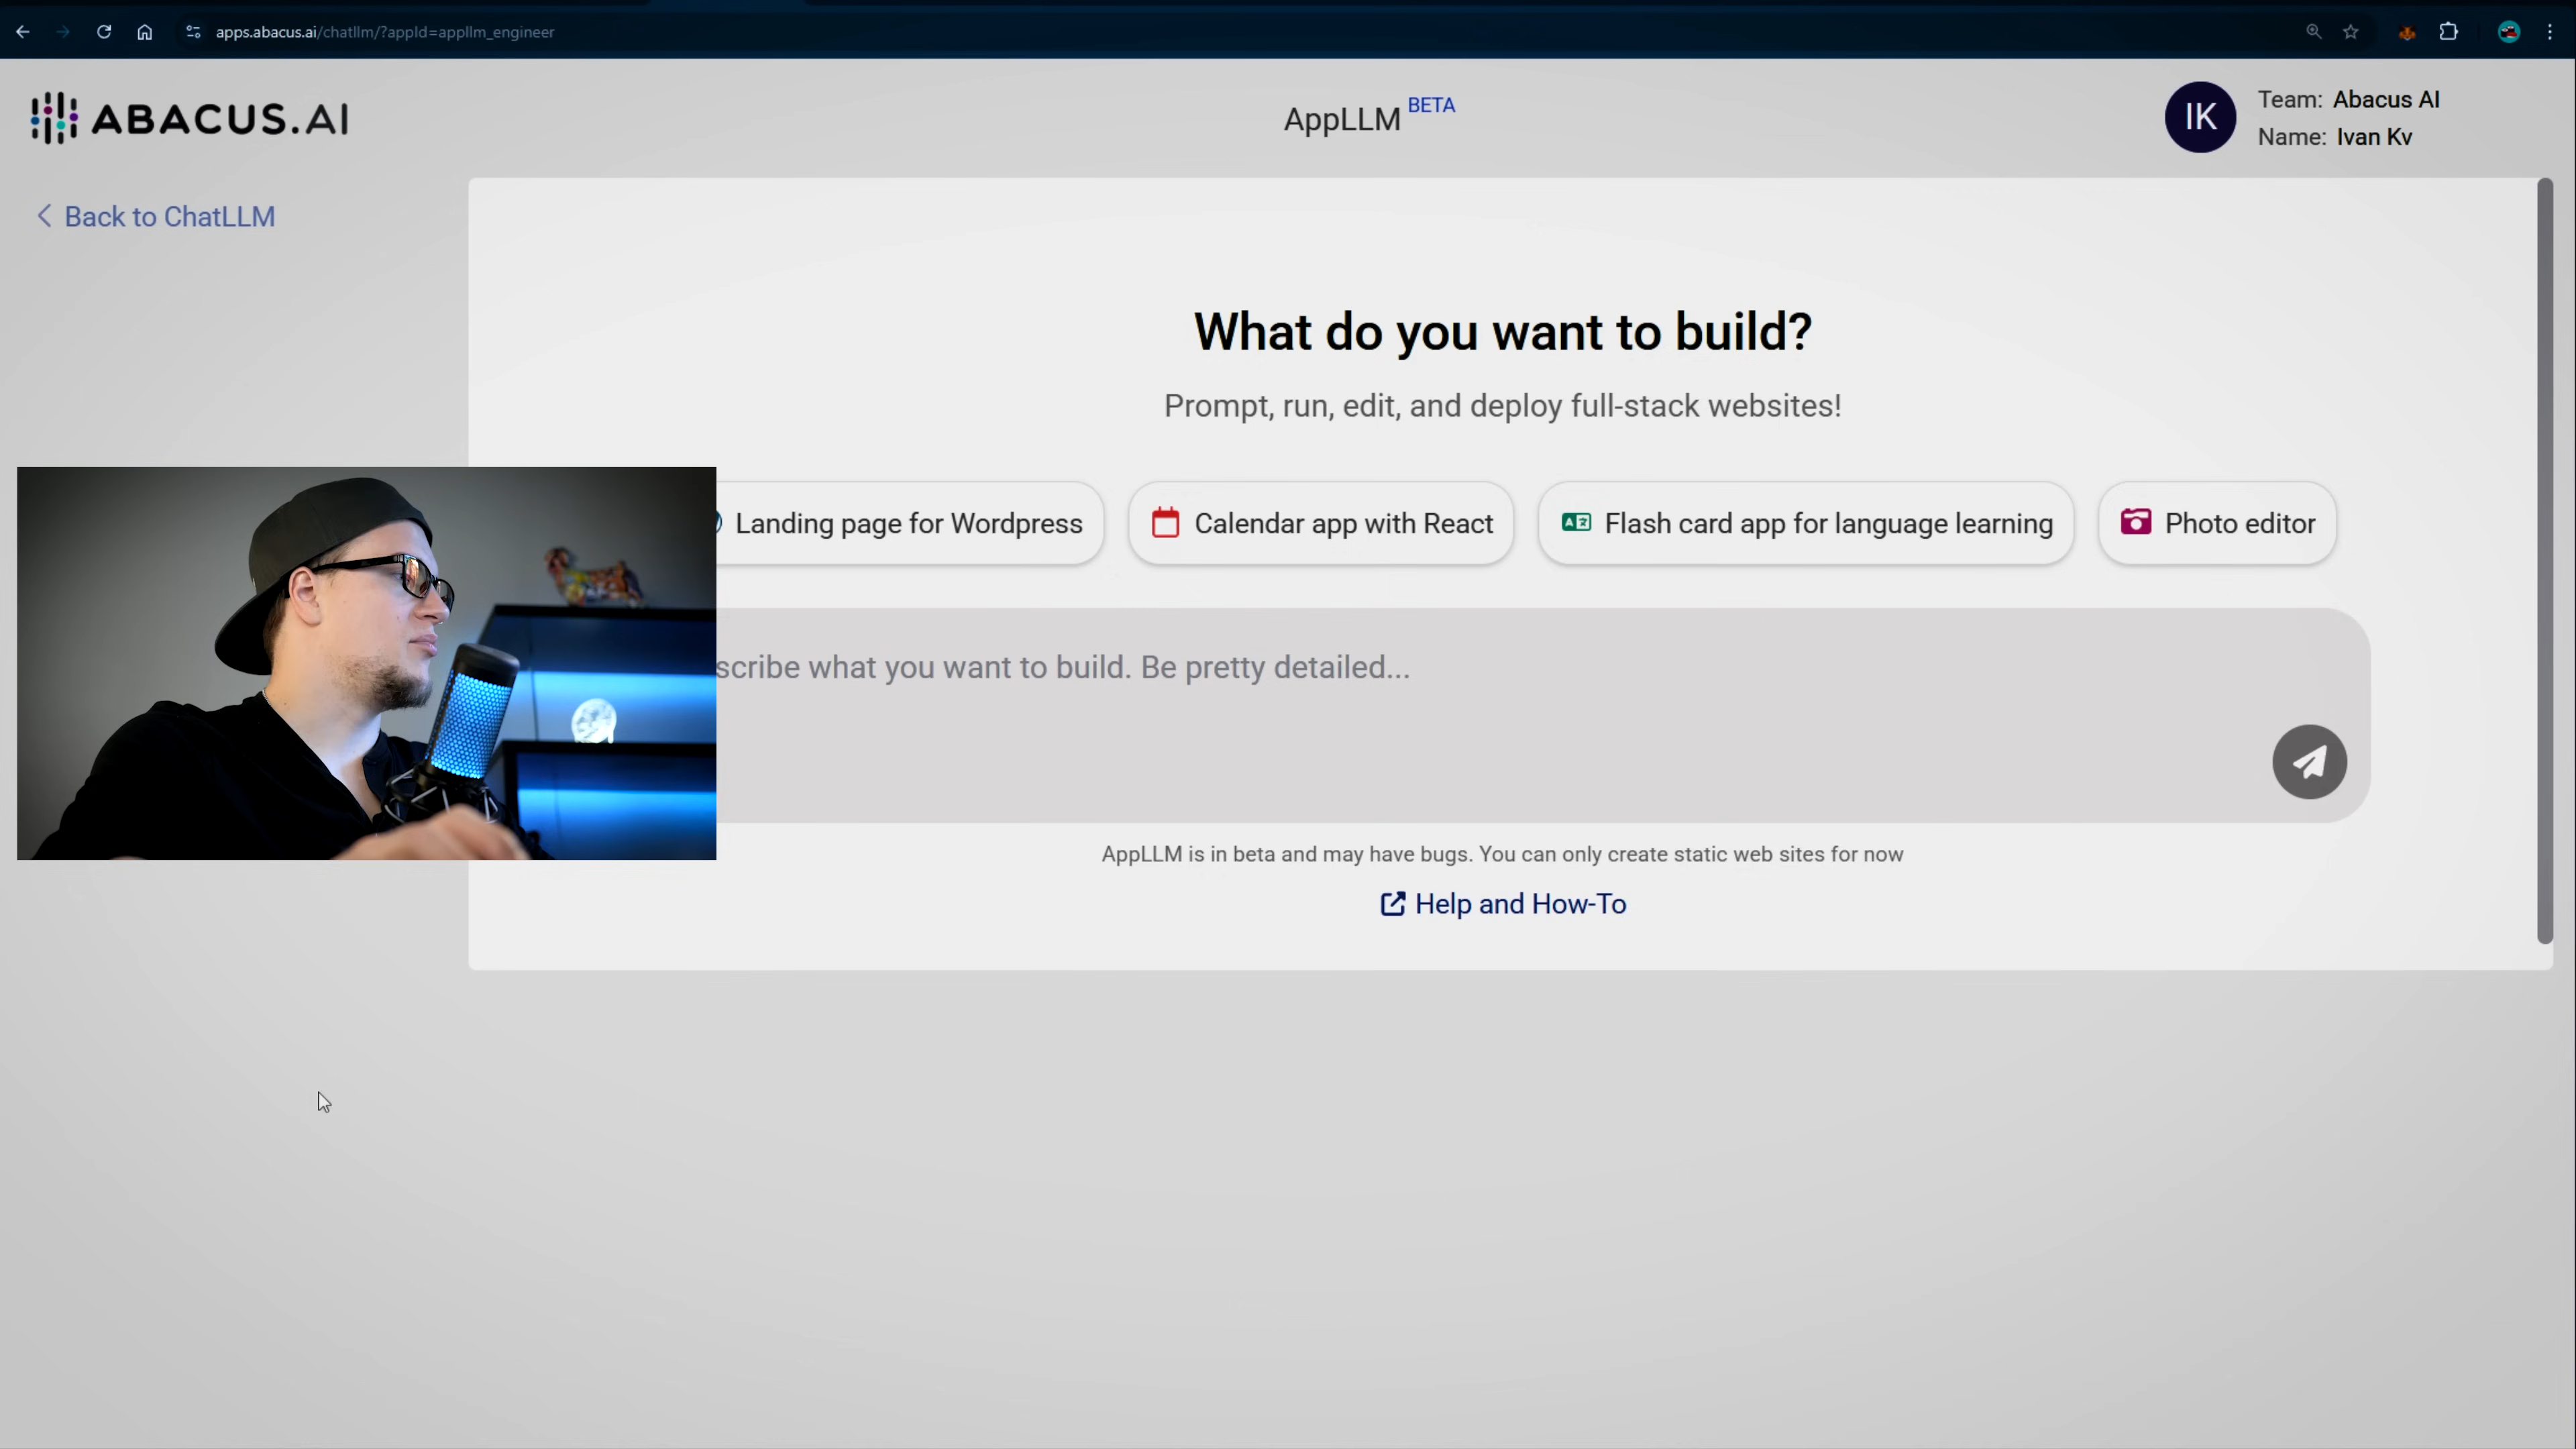 apps.abacus.ai/chatllm/?appId=appllm_engineer
ABACUS.AI
AppLLM BETA
IK
Team: Abacus AI
Name: Ivan Kv
Back to ChatLLM
What do you want to build?
Prompt, run, edit, and deploy full-stack websites!
Landing page for Wordpress
Calendar app with React
Flash card app for language learning
Photo editor
scribe what you want to build. Be pretty detailed...
AppLLM is in beta and may have bugs. You can only create static web sites for now
Help and How-To